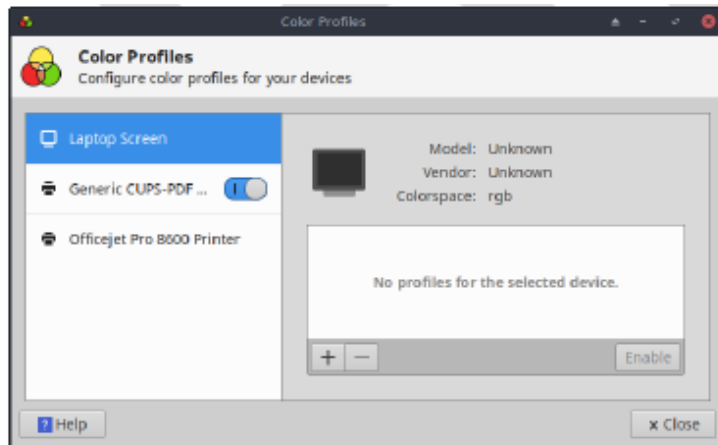 Color Profiles
Color Profiles
Configure color profiles for your devices
Laptop Screen
Generic CUPS-PDF ...
Officejet Pro 8600 Printer
Model: Unknown
Vendor: Unknown
Colorspace: rgb
No profiles for the selected device.
Enable
? Help
x Close